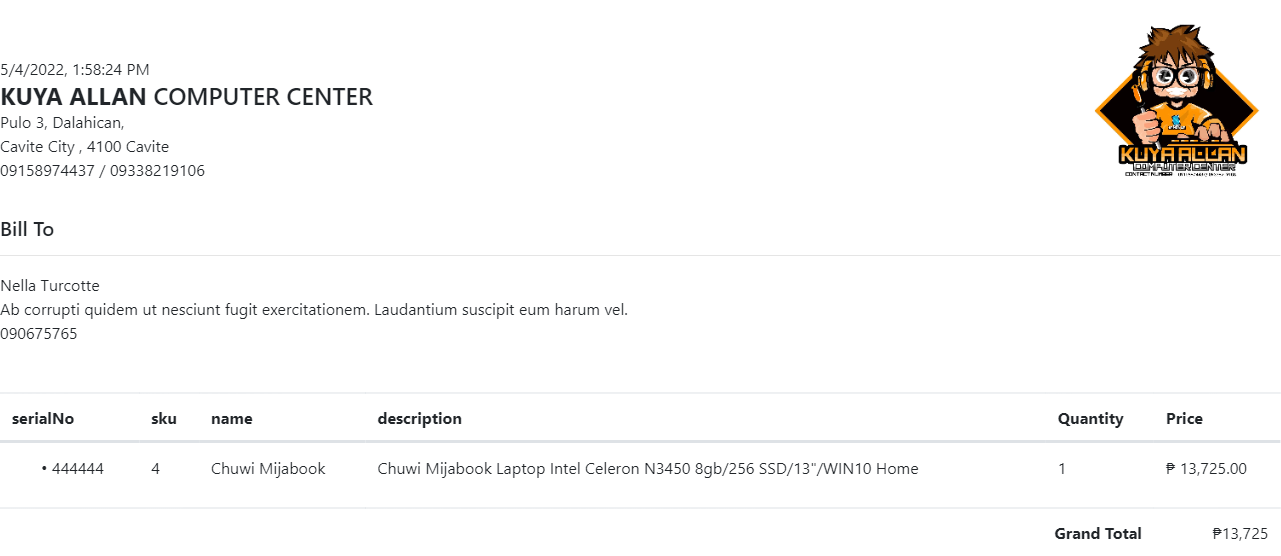 5/4/2022, 1:58:24 PM
KUYA ALLAN COMPUTER CENTER
Pulo 3, Dalahican,
Cavite City , 4100 Cavite
09158974437 / 09338219106
KUYA ALLAN
COMPUTER CENTER
CONTACT NUMBER
Bill To
Nella Turcotte
Ab corrupti quidem ut nesciunt fugit exercitationem. Laudantium suscipit eum harum vel.
090675765
serialNo sku name description Quantity Price
• 444444 4 Chuwi Mijabook Chuwi Mijabook Laptop Intel Celeron N3450 8gb/256 SSD/13"/WIN10 Home 1 ₱ 13,725.00
Grand Total ₱13,725